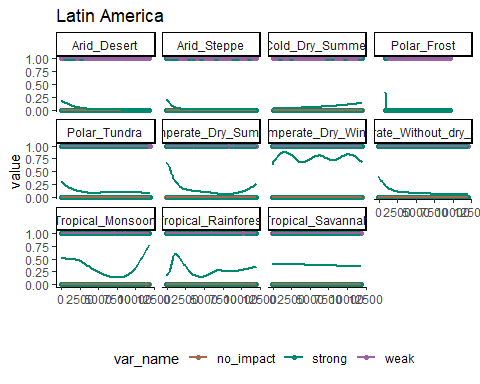 Latin America
Arid_Desert Arid_Steppe Cold_Dry_Summe Polar_Frost
1.00
0.75
0.50
0.25
0.00
Polar_Tundra mperate_Dry_Sum mperate_Dry_Win ate_Without_dry_
1.00
0.75
0.50
0.25
0.00
value
Tropical_Monsoon Tropical_Rainfores Tropical_Savannal
1.00
0.75
0.50
0.25
0.00
var_name no_impact strong weak